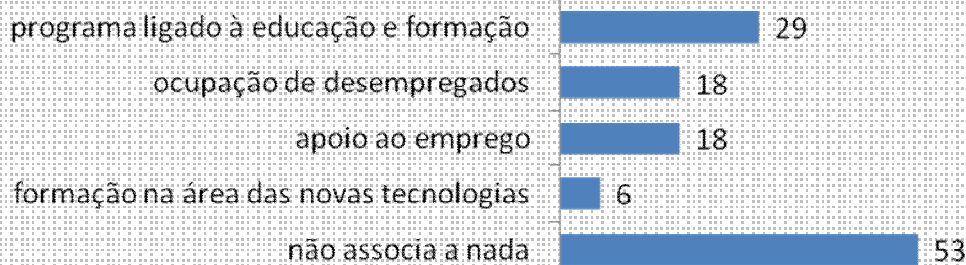 programa ligado à educação e formação 29
ocupação de desempregados 18
apoio ao emprego 18
formação na área das novas tecnologias 6
não associa a nada 53